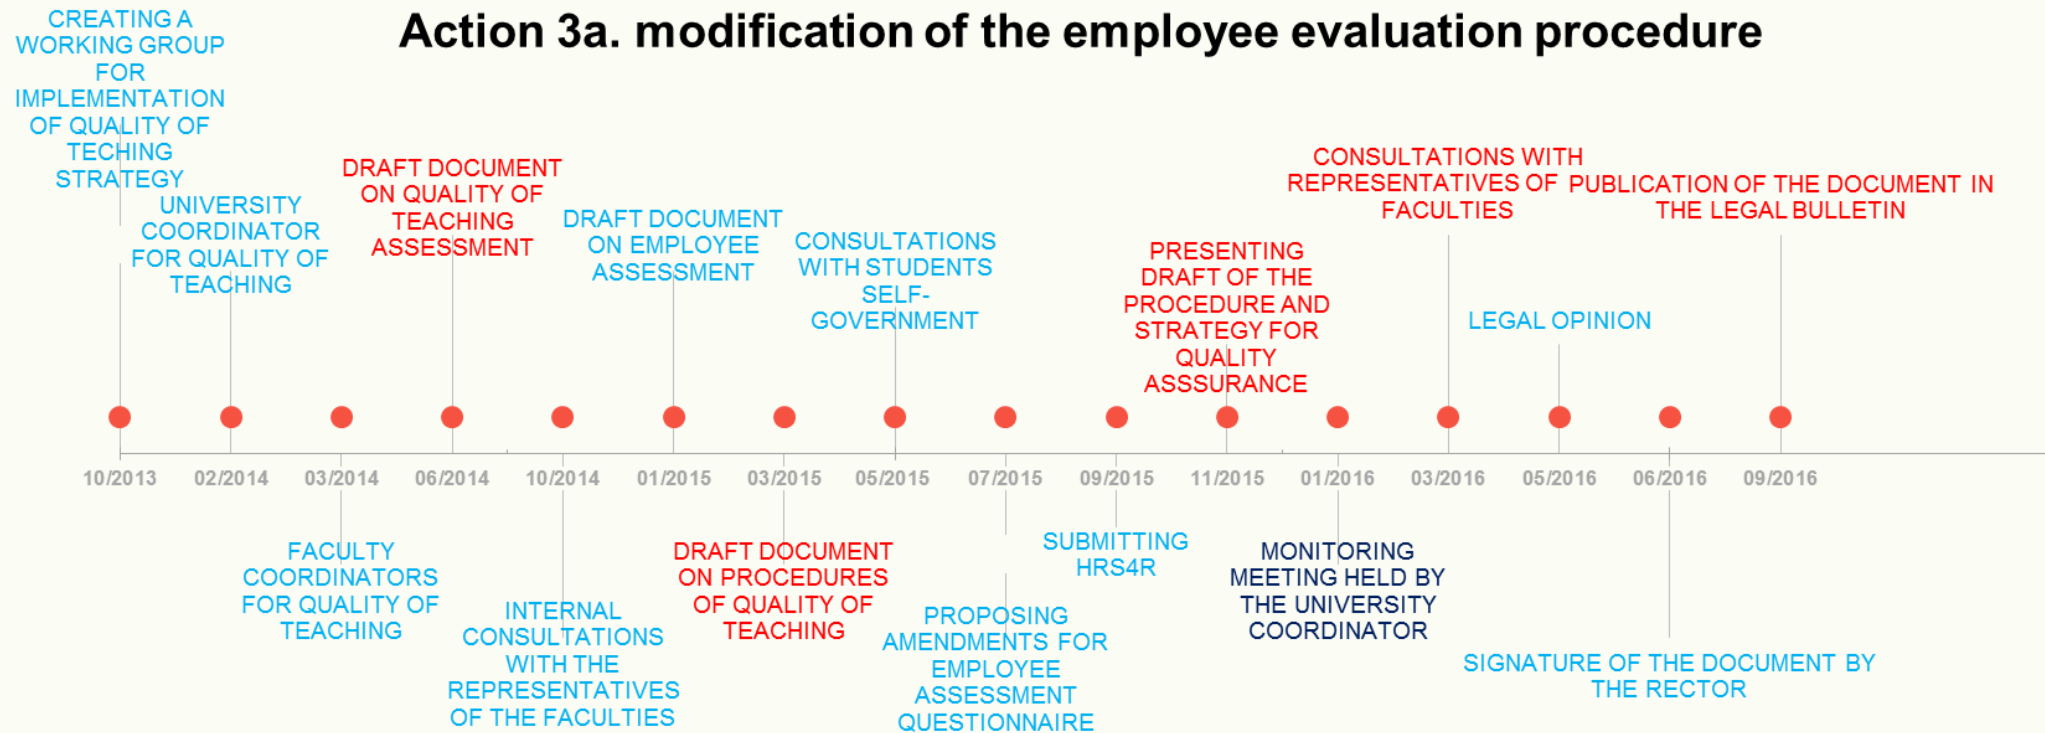 Action 3a. modification of the employee evaluation procedure
CREATING A
WORKING GROUP
FOR
IMPLEMENTATION
OF QUALITY OF
TECHING
STRATEGY
UNIVERSITY
COORDINATOR
FOR QUALITY OF
TEACHING
DRAFT DOCUMENT
ON QUALITY OF
TEACHING
ASSESSMENT
DRAFT DOCUMENT
ON EMPLOYEE
ASSESSMENT
CONSULTATIONS
WITH STUDENTS
SELF-
GOVERNMENT
PRESENTING
DRAFT OF THE
PROCEDURE AND
STRATEGY FOR
QUALITY
ASSSURANCE
CONSULTATIONS WITH
REPRESENTATIVES OF
FACULTIES
LEGAL OPINION
PUBLICATION OF THE DOCUMENT IN
THE LEGAL BULLETIN
10/2013 02/2014 03/2014 06/2014 10/2014 01/2015 03/2015 05/2015 07/2015 09/2015 11/2015 01/2016 03/2016 05/2016 06/2016 09/2016
FACULTY
COORDINATORS
FOR QUALITY OF
TEACHING
INTERNAL
CONSULTATIONS
WITH THE
REPRESENTATIVES
OF THE FACULTIES
DRAFT DOCUMENT
ON PROCEDURES
OF QUALITY OF
TEACHING
PROPOSING
AMENDMENTS FOR
EMPLOYEE
ASSESSMENT
QUESTIONNAIRE
SUBMITTING
HRS4R
MONITORING
MEETING HELD BY
THE UNIVERSITY
COORDINATOR
SIGNATURE OF THE DOCUMENT BY
THE RECTOR